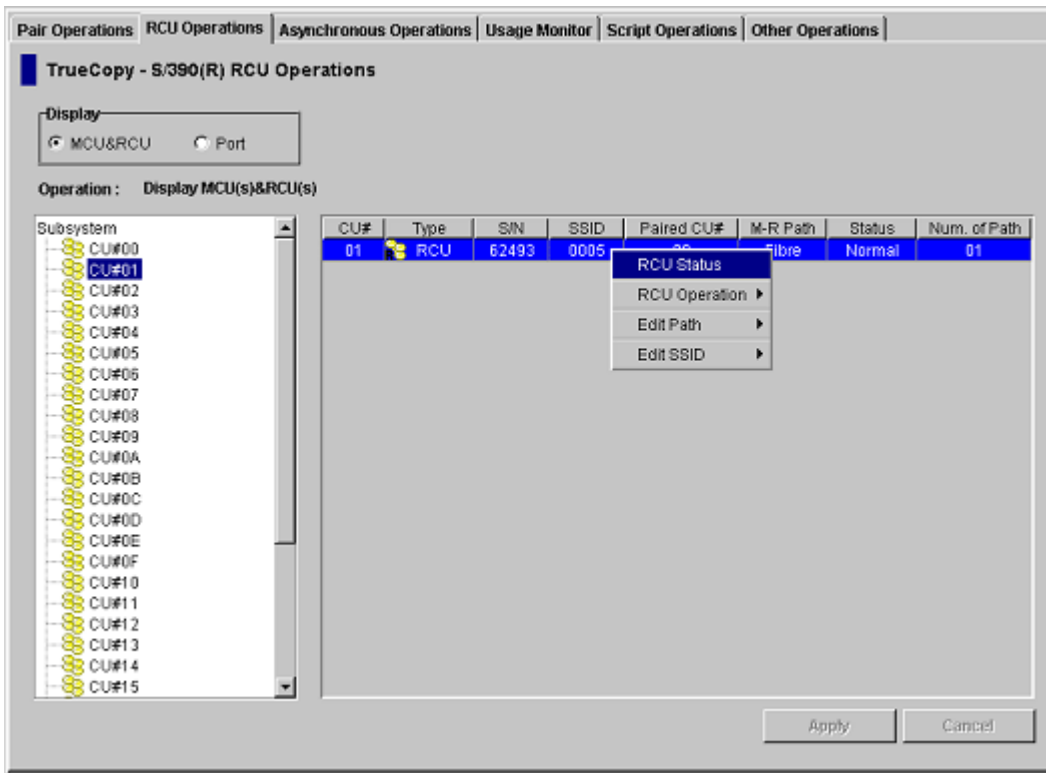 Pair Operations RCU Operations Asynchronous Operations Usage Monitor Script Operations Other Operations
TrueCopy - S/390(R) RCU Operations
Display
MCU&RCU Port
Operation : Display MCU(s)&RCU(s)
Subsystem
CU#00
CU#01
CU#02
CU#03
CU#04
CU#05
CU#06
CU#07
CU#08
CU#09
CU#0A
CU#0B
CU#0C
CU#0D
CU#0E
CU#0F
CU#10
CU#11
CU#12
CU#13
CU#14
CU#15
CU# Type S/N SSID Paired CU# M-R Path Status Num. of Path
01 RCU 62493 0005 Fibre Normal 01
RCU Status
RCU Operation
Edit Path
Edit SSID
Apply Cancel